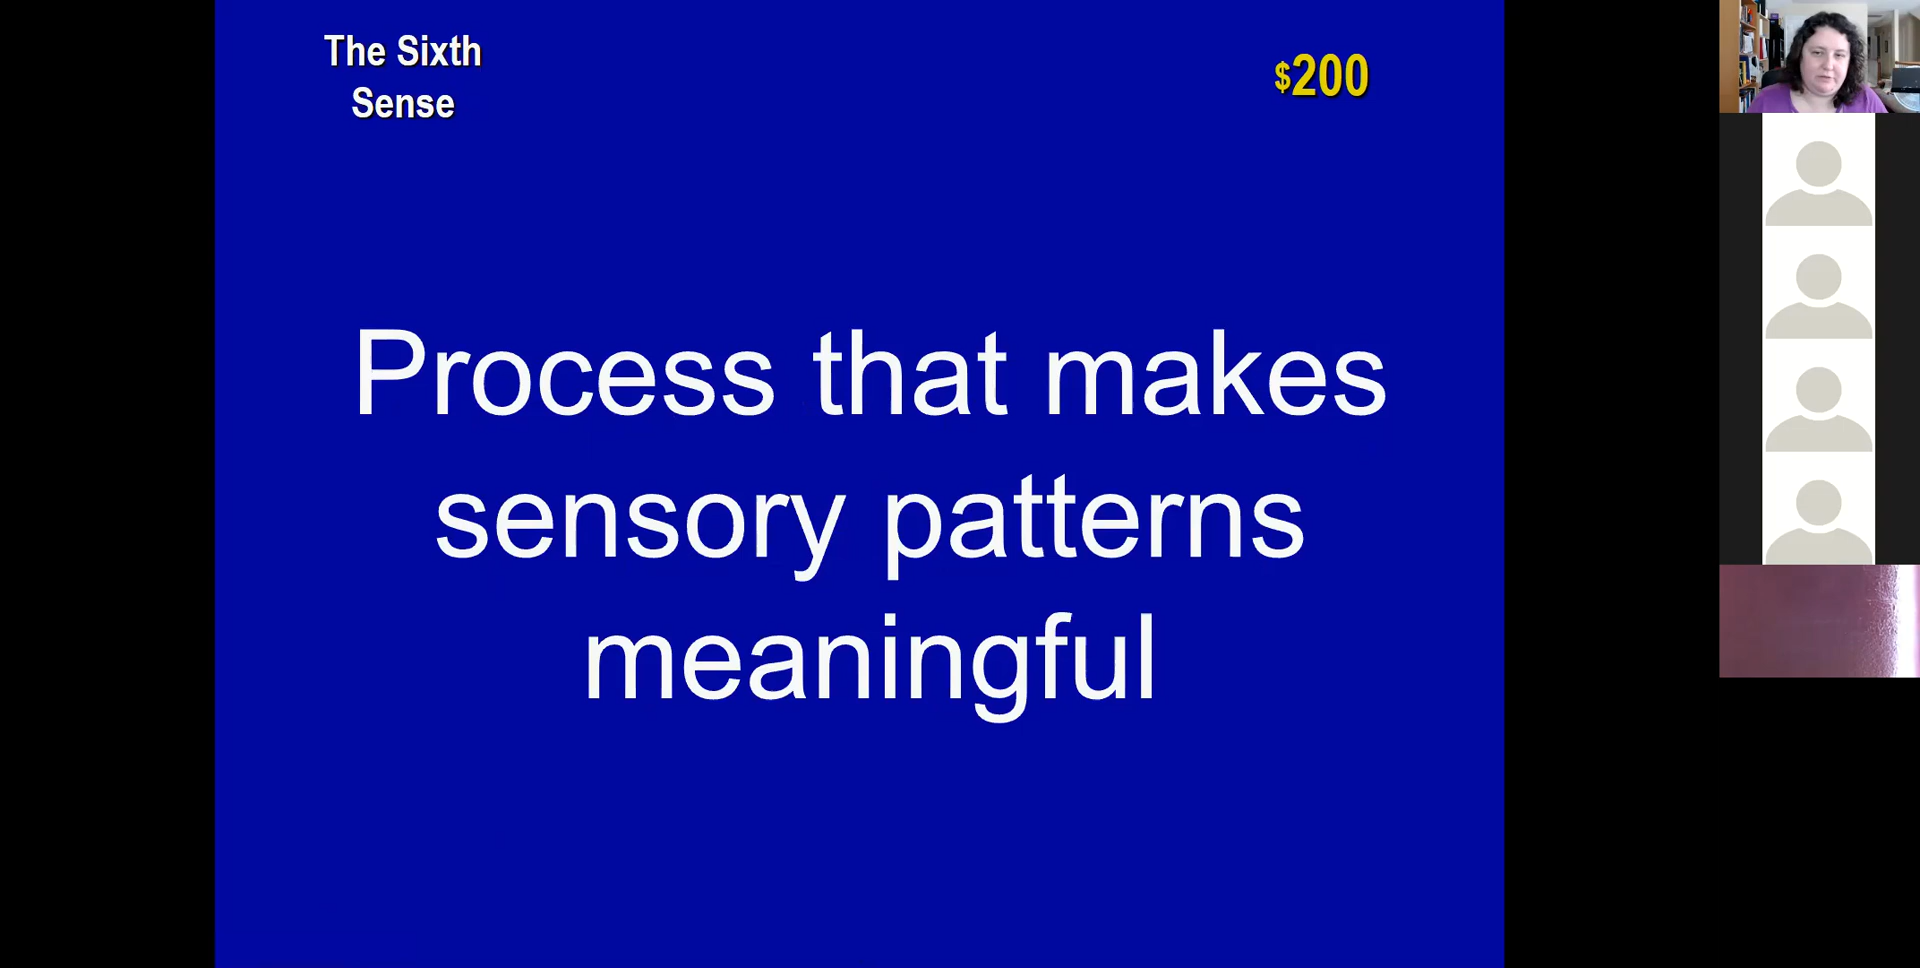 The Sixth
Sense
$200
Process that makes
sensory patterns
meaningful